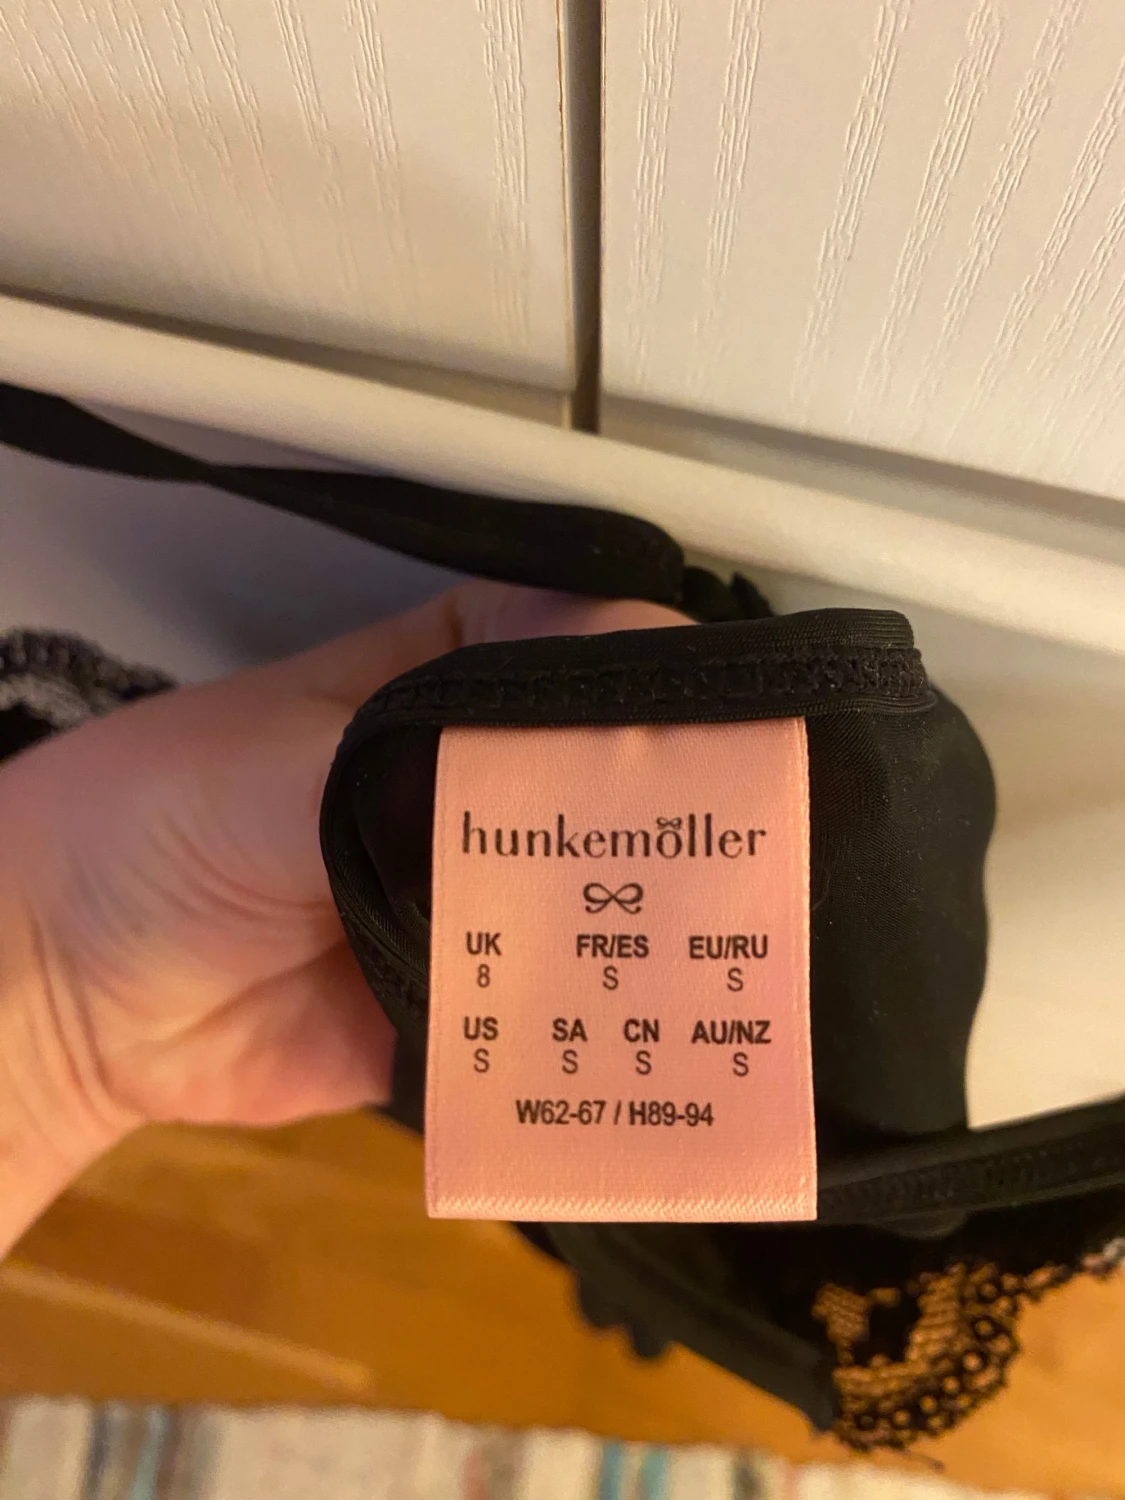 hunkemöller
UK FR/ES EU/RU
8 S S
US SA CN AU/NZ
S S S S
W62-67 / H89-94